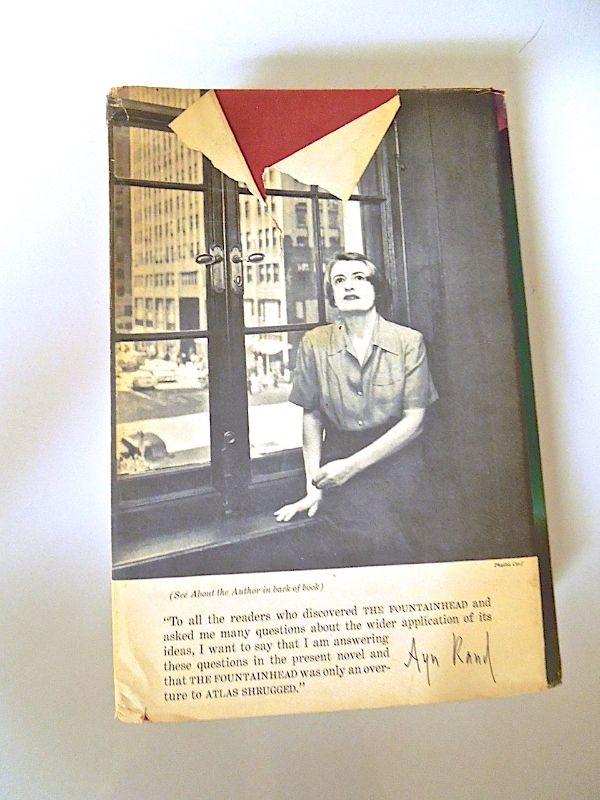 (See About the Author in back of book)
"To all the readers who discovered THE FOUNTAINHEAD and
asked me many questions about the wider application of its
ideas, I want to say that I am answering
these questions in the present novel and
that THE FOUNTAINHEAD was only an over-
ture to ATLAS SHRUGGED."
Ayn Rand